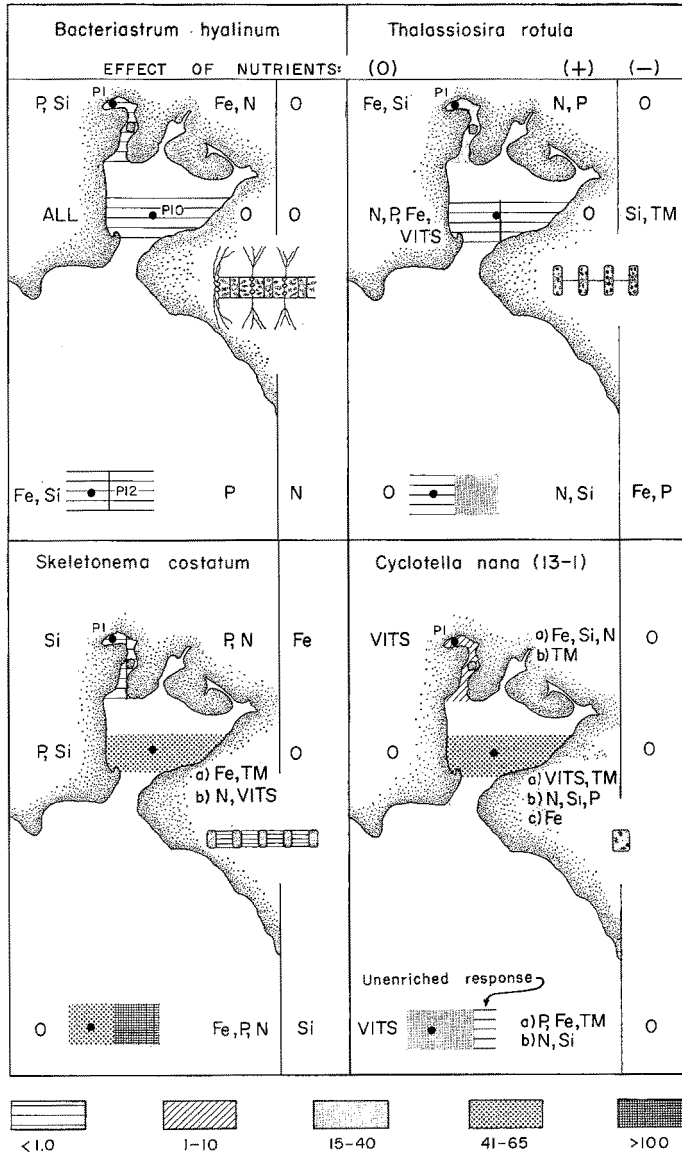 Bacteriastrum hyalinum
Thalassiosira rotula
EFFECT OF NUTRIENTS: (O) (+) (-)
P, Si P1 Fe, N O
ALL P10 O O
Fe, Si P12 P N
Fe, Si P1 N, P O
N, P, Fe, VITS O Si, TM
O N, Si Fe, P
Skeletonema costatum
Cyclotella nana (13-1)
Si P1 P, N Fe
P, Si O
a) Fe, TM
b) N, VITS
O Fe, P, N Si
VITS P1 a) Fe, Si, N O
b) TM
O O
a) VITS, TM
b) N, Si, P
c) Fe
Unenriched response
VITS a) P, Fe, TM O
b) N, Si
<1.0 1-10 15-40 41-65 >100